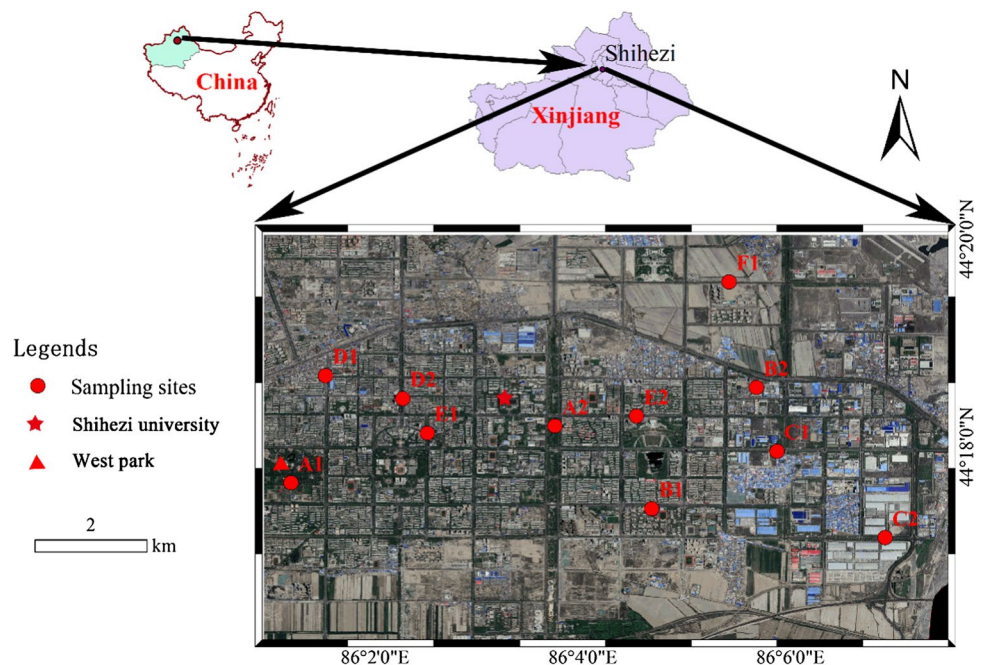 China
Shihezi
Xinjiang
N
44°20'0"N
F1
Legends
Sampling sites
Shihezi university
West park
D1
D2
B2
E1
A2
E2
C1
44°18'0"N
A1
B1
C2
2
km
86°2'0"E
86°4'0"E
86°6'0"E